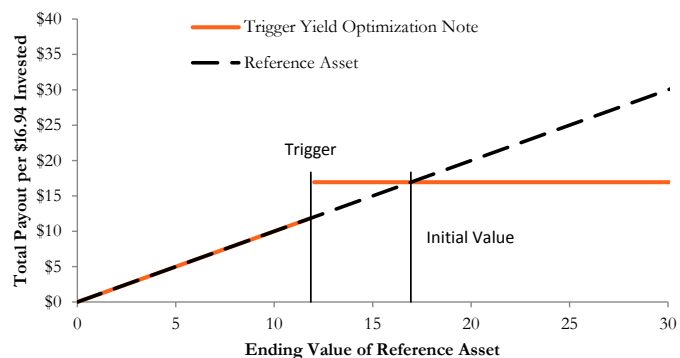 $40
$35
$30
$25
$20
$15
$10
$5
$0
Total Payout per $16.94 Invested
Trigger Yield Optimization Note
Reference Asset
Trigger
Initial Value
0
5
10
15
20
25
30
Ending Value of Reference Asset